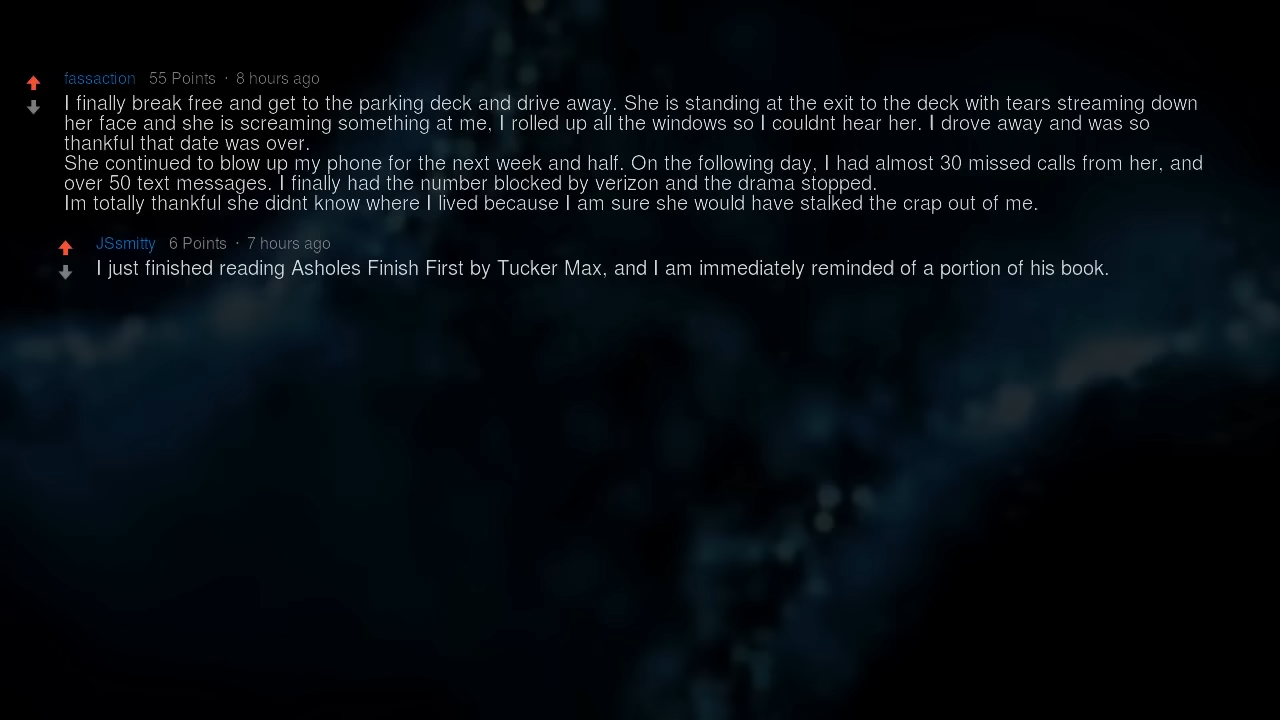 fassaction 55 Points · 8 hours ago
I finally break free and get to the parking deck and drive away. She is standing at the exit to the deck with tears streaming down
her face and she is screaming something at me, I rolled up all the windows so I couldnt hear her. I drove away and was so
thankful that date was over.
She continued to blow up my phone for the next week and half. On the following day, I had almost 30 missed calls from her, and
over 50 text messages. I finally had the number blocked by verizon and the drama stopped.
Im totally thankful she didnt know where I lived because I am sure she would have stalked the crap out of me.
JSsmitty 6 Points · 7 hours ago
I just finished reading Asholes Finish First by Tucker Max, and I am immediately reminded of a portion of his book.